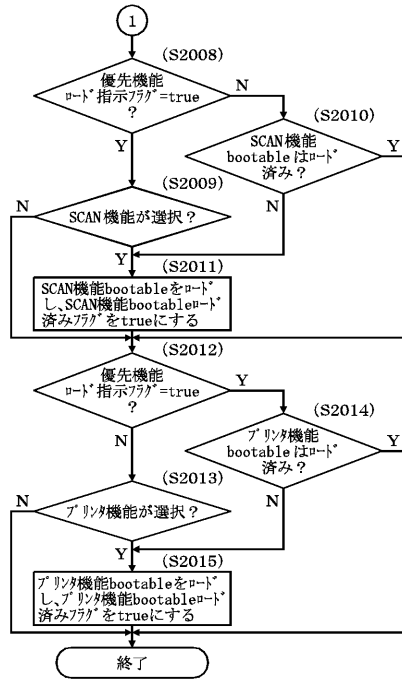 1
(S2008)
優先機能
ロード指示フラグ=true
?
N
(S2010)
SCAN機能
bootableはロード
済み?
Y
Y
(S2009)
N
SCAN機能が選択?
N
Y
(S2011)
SCAN機能bootableをロード
し、SCAN機能bootableロード
済みフラグをtrueにする
(S2012)
優先機能
ロード指示フラグ=true
?
Y
(S2014)
プリンタ機能
bootableはロード
済み?
Y
N
(S2013)
N
プリンタ機能が選択?
N
Y
(S2015)
プリンタ機能bootableをロード
し、プリンタ機能bootableロード
済みフラグをtrueにする
終了